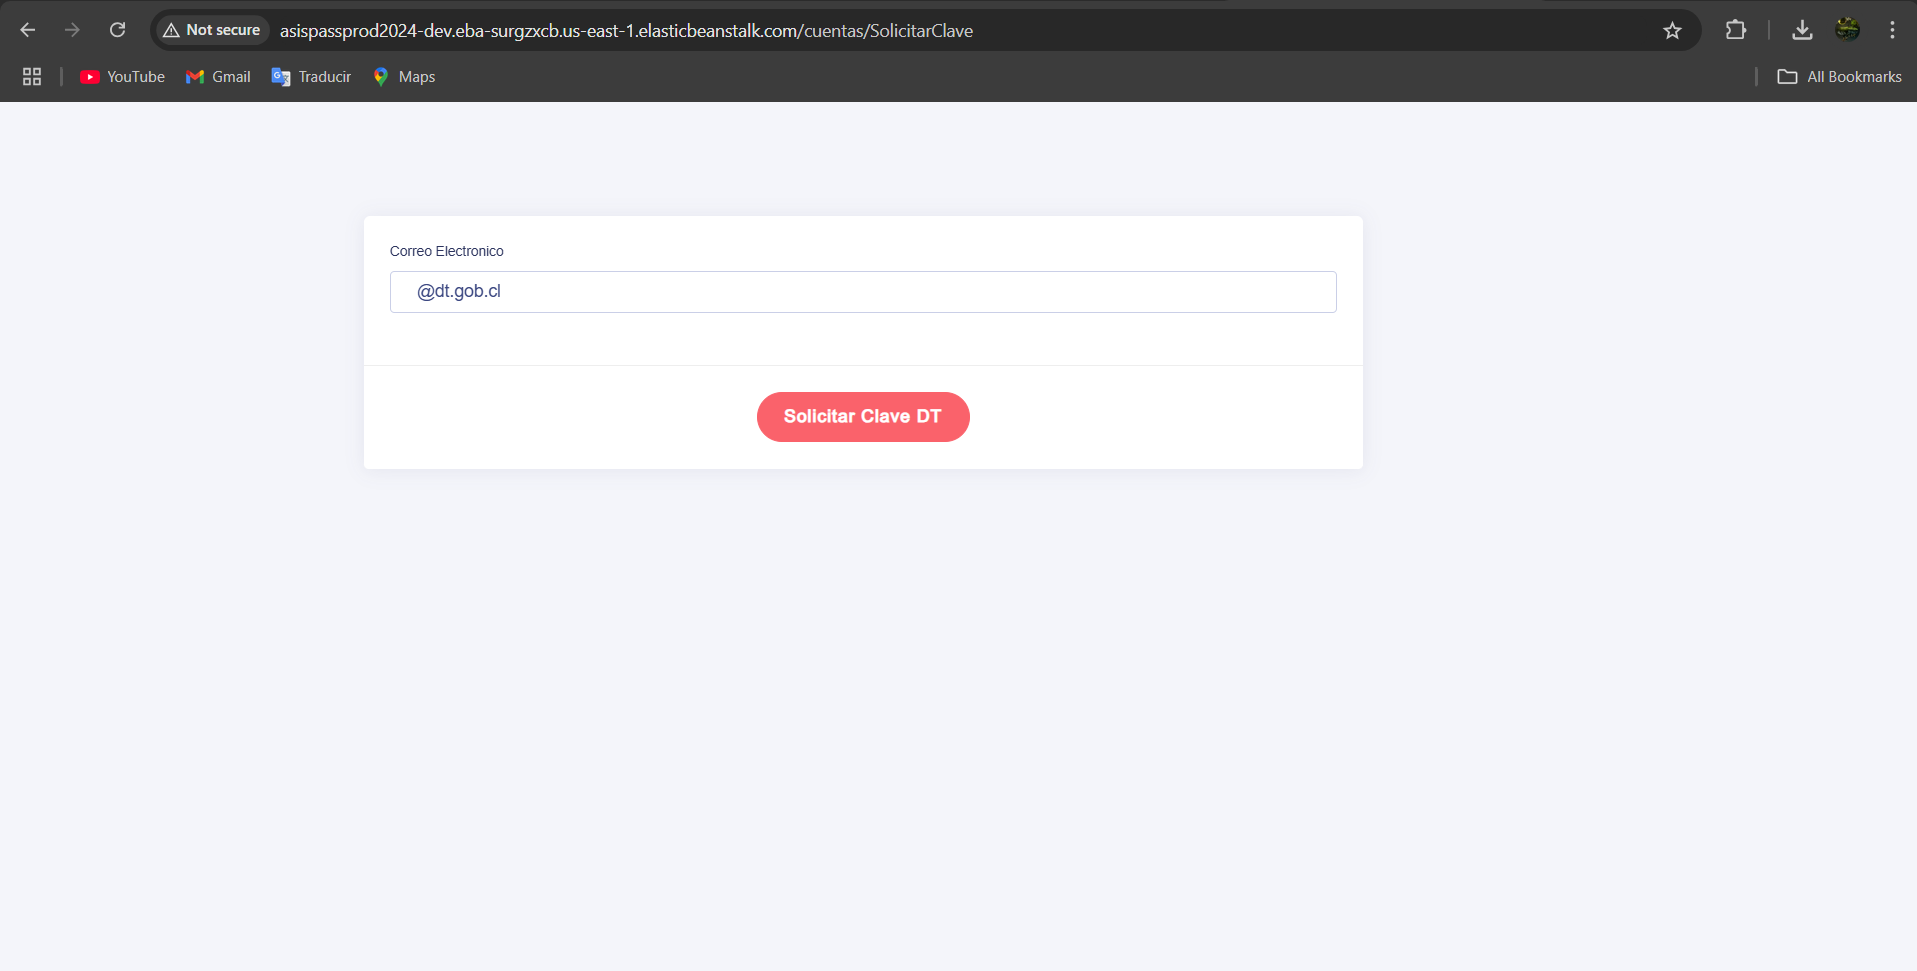 Not secure asispassprod2024-dev.eba-surgzxcb.us-east-1.elasticbeanstalk.com/cuentas/SolicitarClave
YouTube Gmail Traducir Maps All Bookmarks
Correo Electronico
@dt.gob.cl
Solicitar Clave DT